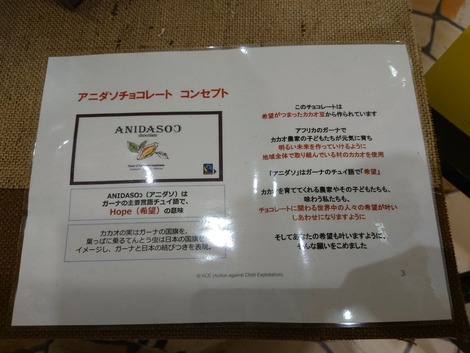 アニダソチョコレート コンセプト
ANIDASOƆ
chocolate
ANIDASOɔ（アニダソ）は
ガーナの主要言語チュイ語で、
Hope（希望）の意味
カカオの実はガーナの国旗を、
葉っぱに乗るてんとう虫は日本の国旗を
イメージし、ガーナと日本の結びつきを表現。
このチョコレートは
希望がつまったカカオ豆から作られています
アフリカのガーナで
カカオ農家の子どもたちが元気に育ち
明るい未来を作っていけるように
地域全体で取り組んでいる村のカカオを使用
「アニダソ」はガーナのチュイ語で「希望」
カカオを育ててくれる農家やその子どもたちも、
味わう私たちも、
チョコレートに関わる世界中の人々の希望が叶い
しあわせになりますように
そしてあなたの希望も叶いますように、
そんな願いをこめました
© ACE (Action against Child Exploitation)
3